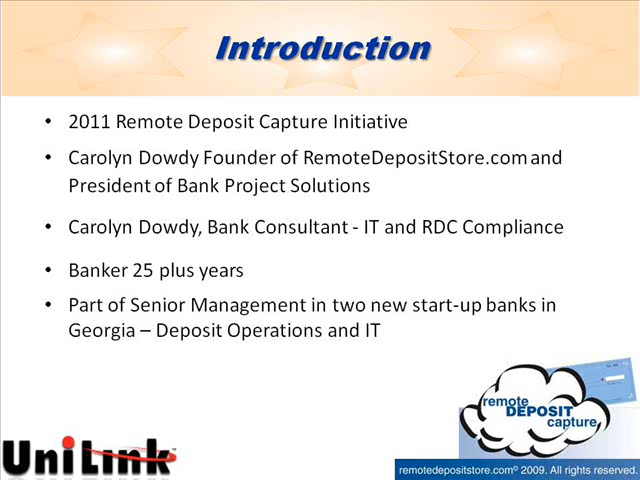 Introduction
• 2011 Remote Deposit Capture Initiative
• Carolyn Dowdy Founder of RemoteDepositStore.com and
President of Bank Project Solutions
• Carolyn Dowdy, Bank Consultant - IT and RDC Compliance
• Banker 25 plus years
• Part of Senior Management in two new start-up banks in
Georgia – Deposit Operations and IT
remote
DEPOSIT
capture
UniLink
remotedepositstore.com© 2009. All rights reserved.